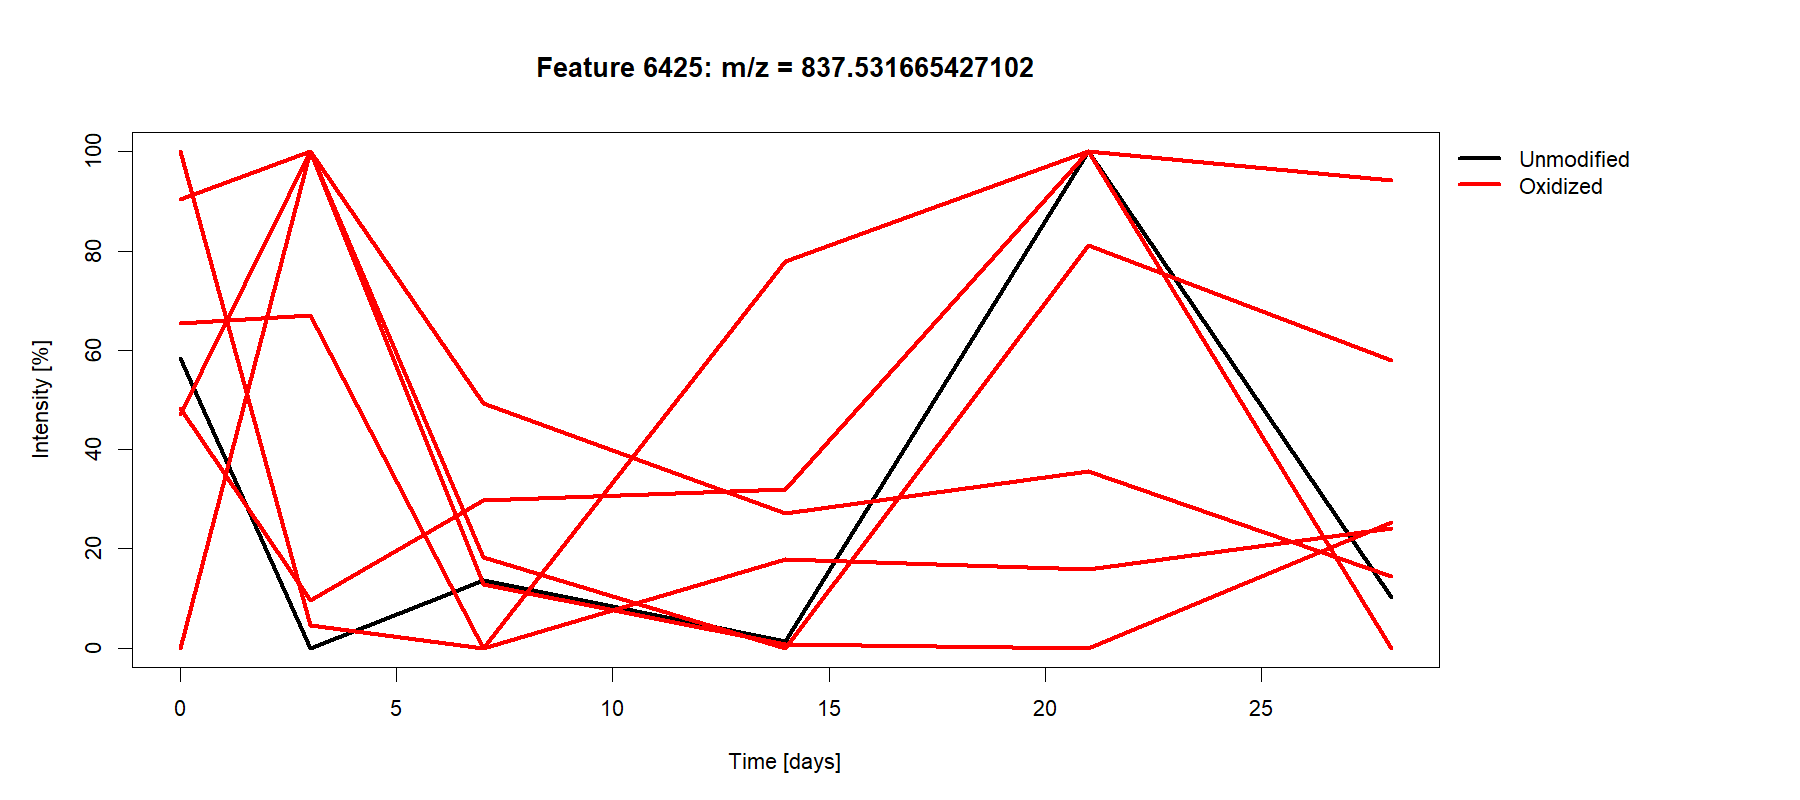 Feature 6425: m/z = 837.531665427102
Unmodified
Oxidized
Intensity [%]
100
80
60
40
20
0
0 5 10 15 20 25
Time [days]